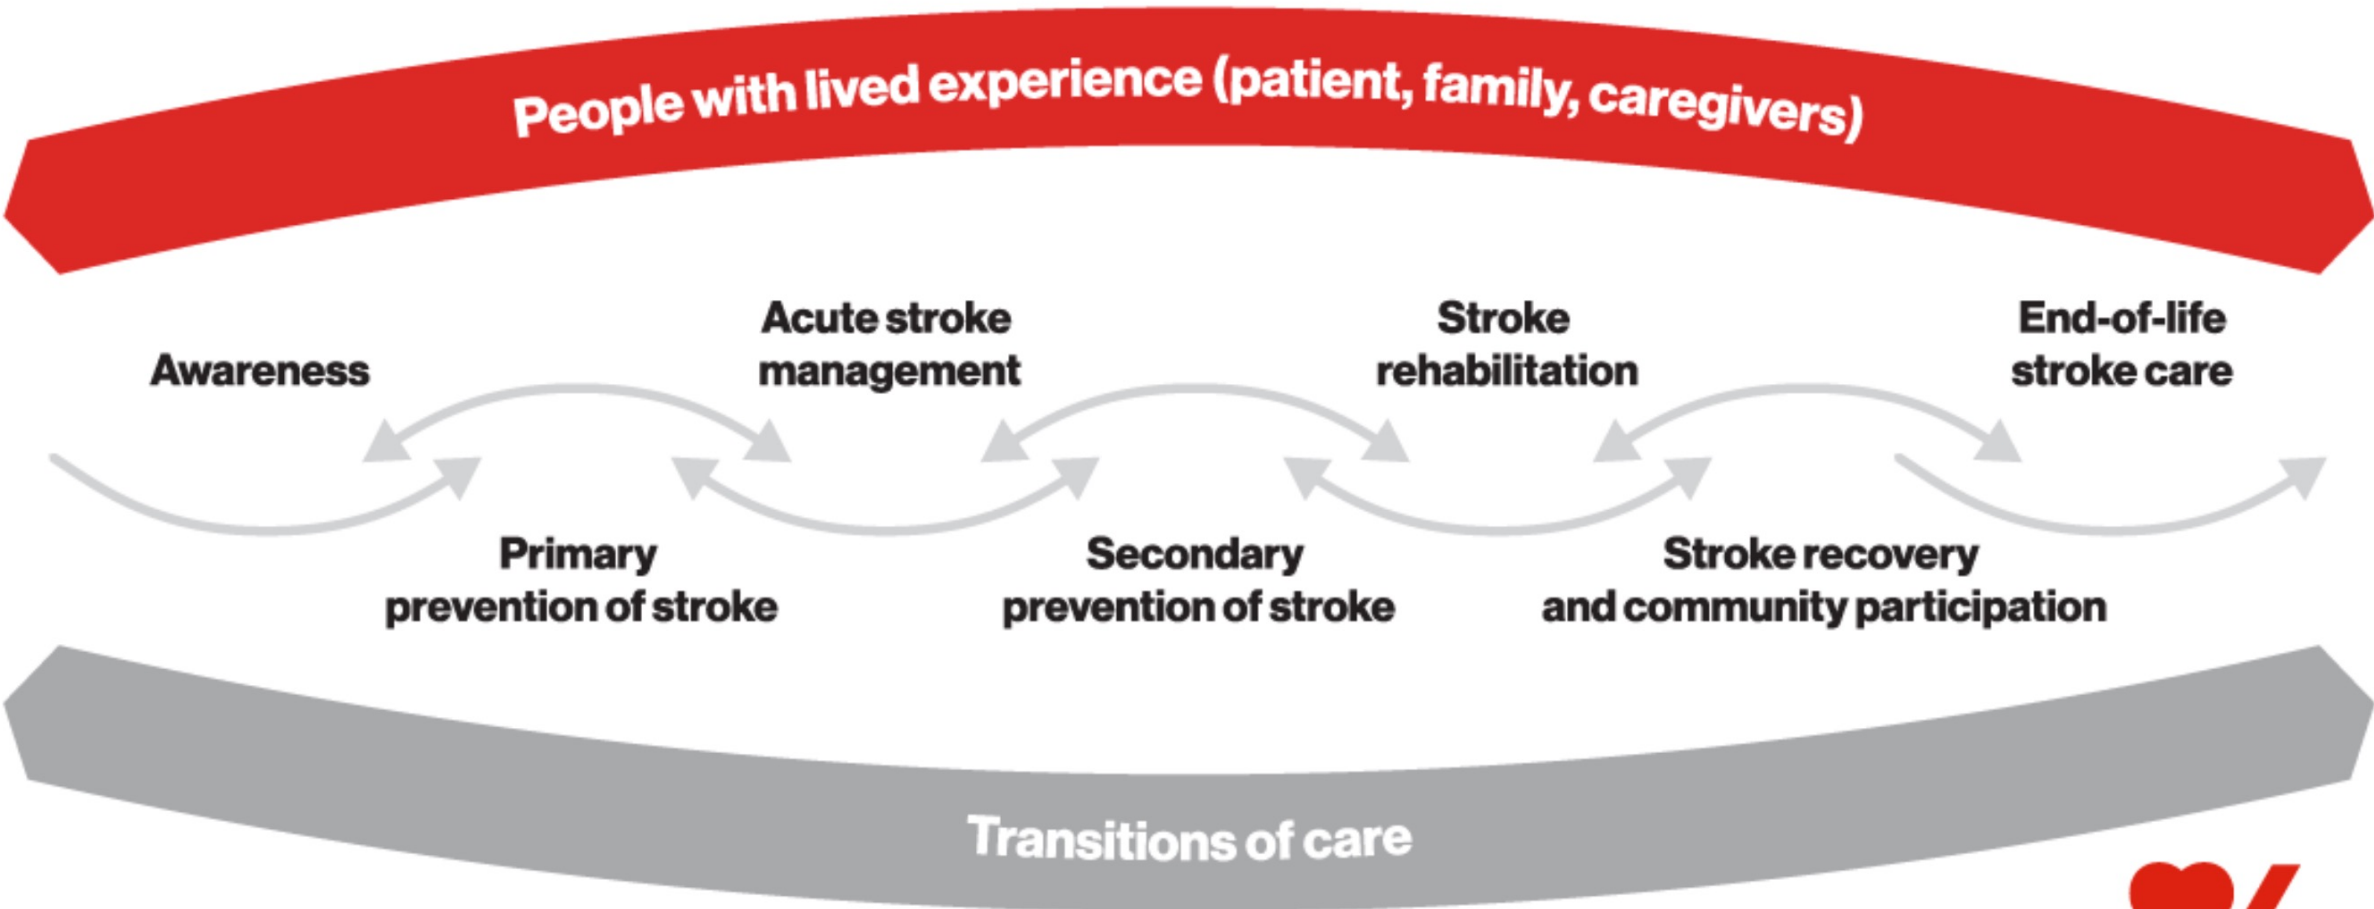 People with lived experience (patient, family, caregivers)
Awareness
Primary
prevention of stroke
Acute stroke
management
Secondary
prevention of stroke
Stroke
rehabilitation
Stroke recovery
and community participation
End-of-life
stroke care
Transitions of care